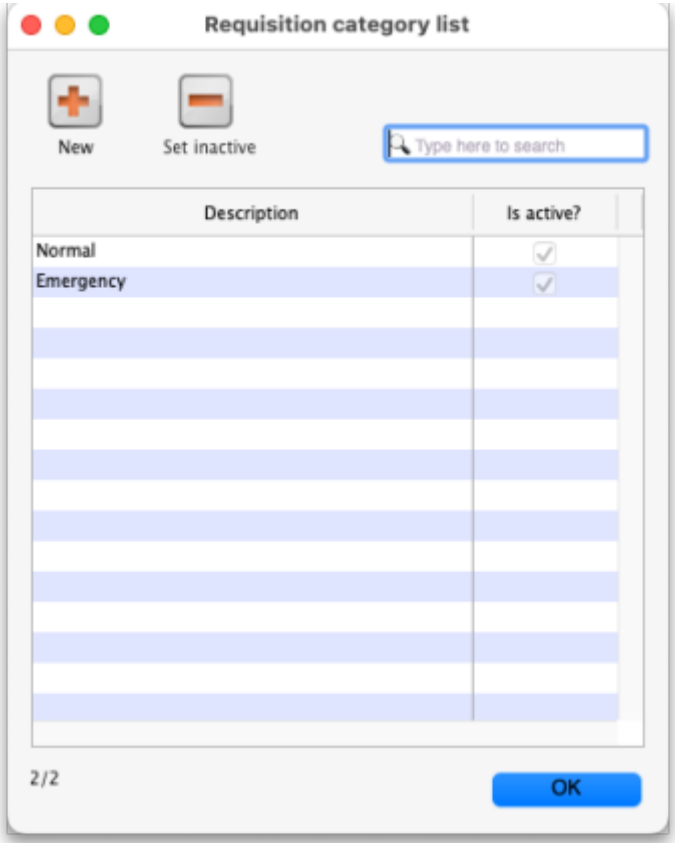 Requisition category list
New Set inactive
Type here to search
Description Is active?
Normal
Emergency
2/2
OK